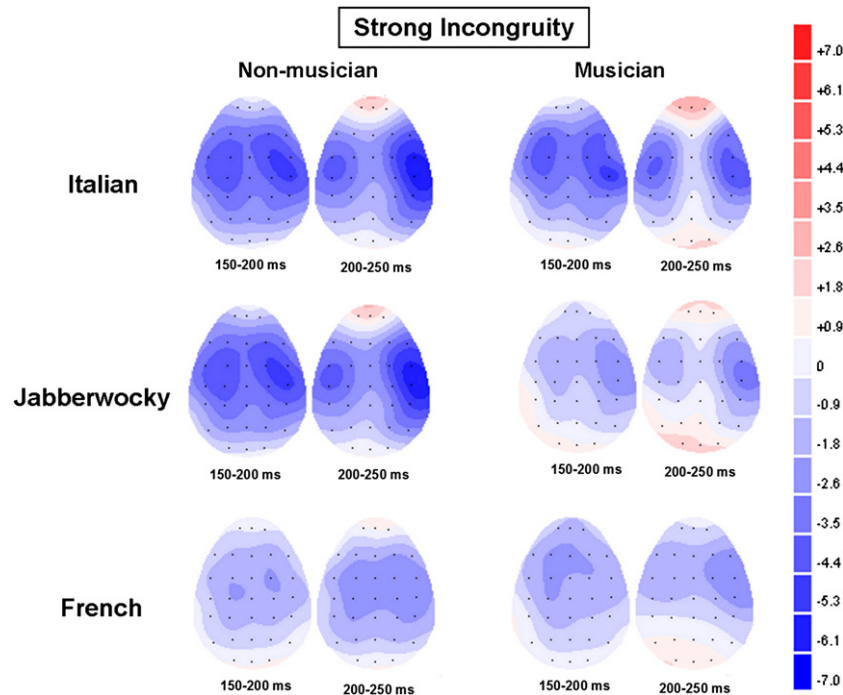 Strong Incongruity
Non-musician
Musician
Italian
150-200 ms
200-250 ms
150-200 ms
200-250 ms
Jabberwocky
150-200 ms
200-250 ms
150-200 ms
200-250 ms
French
150-200 ms
200-250 ms
150-200 ms
200-250 ms
+7.0
+6.1
+5.3
+4.4
+3.5
+2.6
+1.8
+0.9
0
-0.9
-1.8
-2.6
-3.5
-4.4
-5.3
-6.1
-7.0